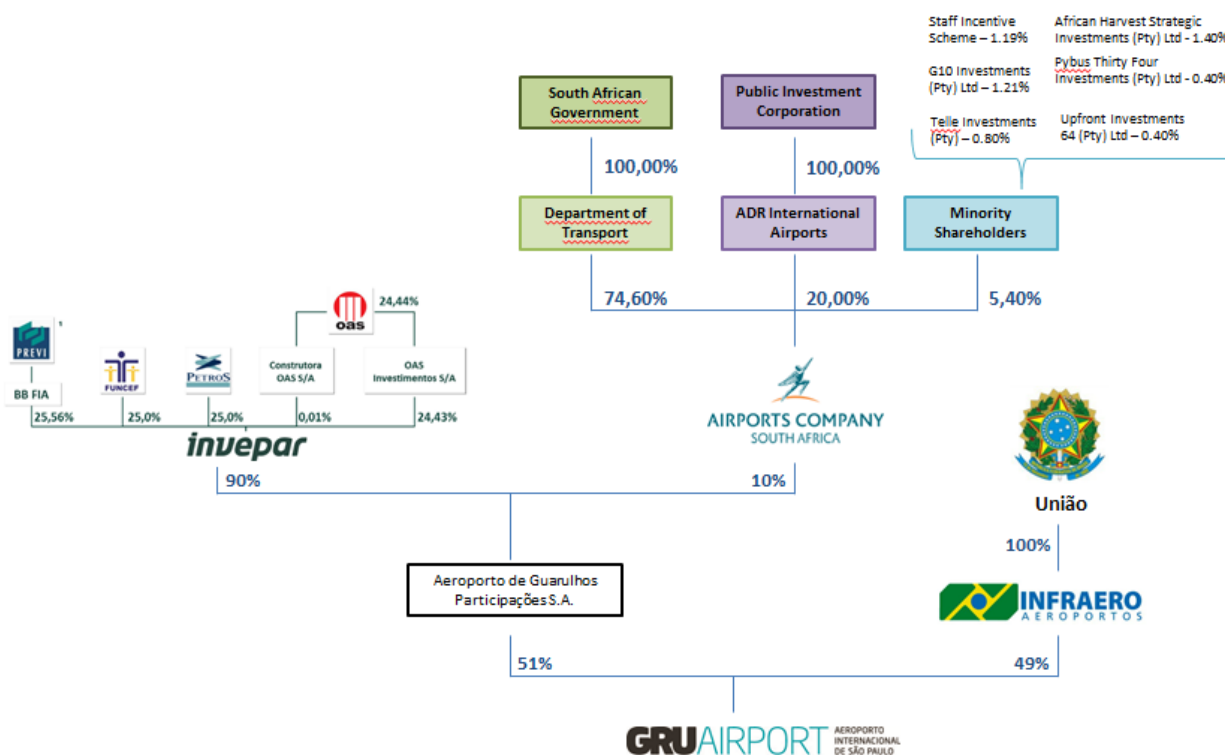 Staff Incentive
Scheme – 1.19%
African Harvest Strategic
Investments (Pty) Ltd - 1.40%
G10 Investments
(Pty) Ltd – 1.21%
Pybus Thirty Four
Investments (Pty) Ltd - 0.40%
Telle Investments
(Pty) – 0.80%
Upfront Investments
64 (Pty) Ltd – 0.40%
South African
Government
Public Investment
Corporation
100,00%
100,00%
Department of
Transport
ADR International
Airports
Minority
Shareholders
74,60%
20,00%
5,40%
24,44%
oas
PREVI
1
FUNCEF
PETROS
Construtora
OAS S/A
OAS
Investimentos S/A
BB FIA
25,56%
25,0%
25,0%
0,01%
24,43%
invepar
AIRPORTS COMPANY
SOUTH AFRICA
90%
10%
União
100%
Aeroporto de Guarulhos
Participações S.A.
INFRAERO
AEROPORTOS
51%
49%
GRUAIRPORT
AEROPORTO
INTERNACIONAL
DE SÃO PAULO